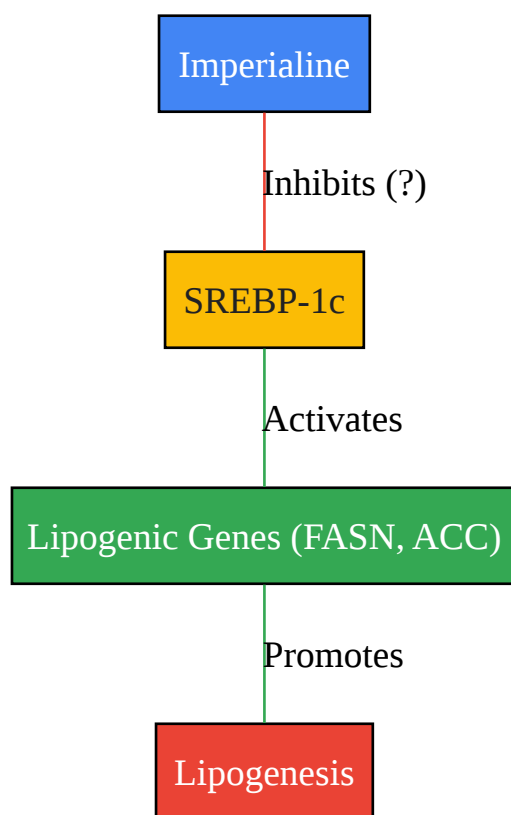 Imperialine
Inhibits (?)
SREBP-1c
Activates
Lipogenic Genes (FASN, ACC)
Promotes
Lipogenesis